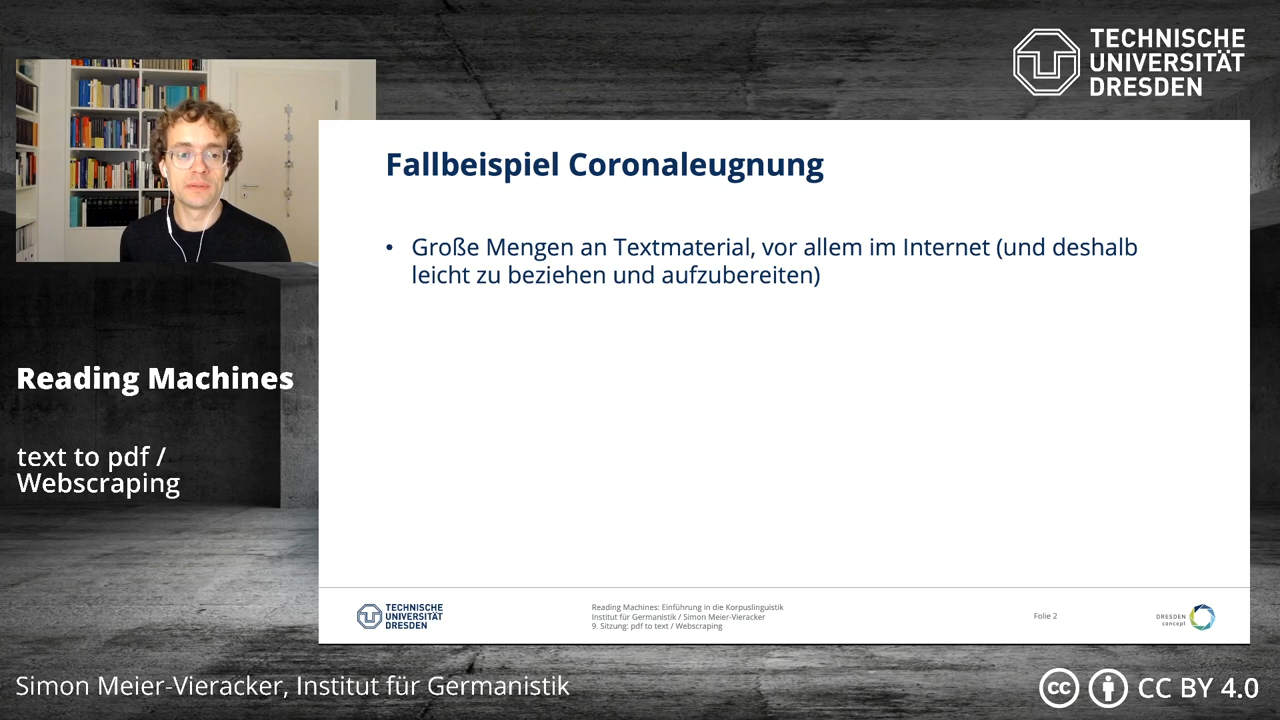 TECHNISCHE
UNIVERSITÄT
DRESDEN
Fallbeispiel Coronaleugnung
• Große Mengen an Textmaterial, vor allem im Internet (und deshalb
leicht zu beziehen und aufzubereiten)
Reading Machines
text to pdf /
Webscraping
TECHNISCHE
UNIVERSITÄT
DRESDEN
Reading Machines: Einführung in die Korpuslinguistik
Institut für Germanistik / Simon Meier-Vieracker
9. Sitzung: pdf to text / Webscraping
Folie 2
DRESDEN
concept
Simon Meier-Vieracker, Institut für Germanistik
cc CC BY 4.0